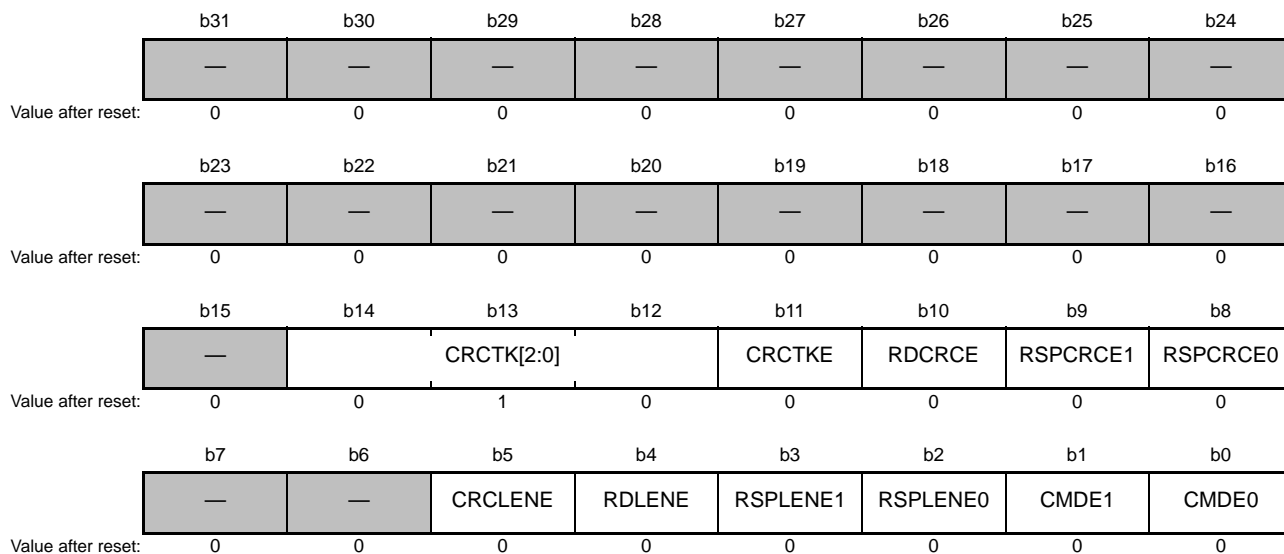 b31 b30 b29 b28 b27 b26 b25 b24
— — — — — — — —
Value after reset: 0 0 0 0 0 0 0 0
b23 b22 b21 b20 b19 b18 b17 b16
— — — — — — — —
Value after reset: 0 0 0 0 0 0 0 0
b15 b14 b13 b12 b11 b10 b9 b8
— CRCTK[2:0] CRCTKE RDCRCE RSPCRCE1 RSPCRCE0
Value after reset: 0 0 1 0 0 0 0 0
b7 b6 b5 b4 b3 b2 b1 b0
— — CRCLENE RDLENE RSPLENE1 RSPLENE0 CMDE1 CMDE0
Value after reset: 0 0 0 0 0 0 0 0